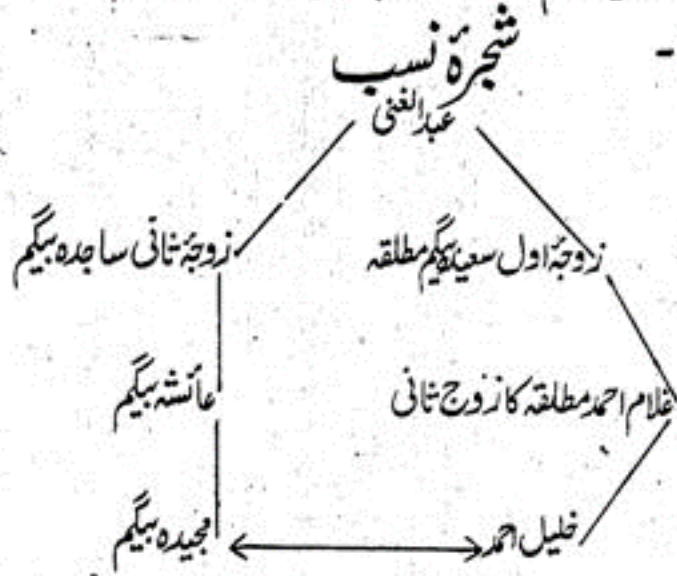 شجرۂ نسب
عبدالغنی
زوجۂ اول سعیدہ بیگم مطلقہ
زوجۂ ثانی ساجدہ بیگم
غلام احمد مطلقہ کا زوج ثانی
عائشہ بیگم
خلیل احمد
مجیدہ بیگم